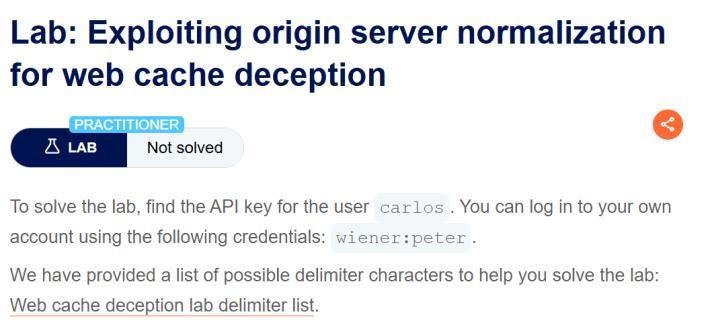 Lab: Exploiting origin server normalization
for web cache deception
PRACTITIONER
LAB Not solved
To solve the lab, find the API key for the user carlos. You can log in to your own
account using the following credentials: wiener:peter.
We have provided a list of possible delimiter characters to help you solve the lab:
Web cache deception lab delimiter list.